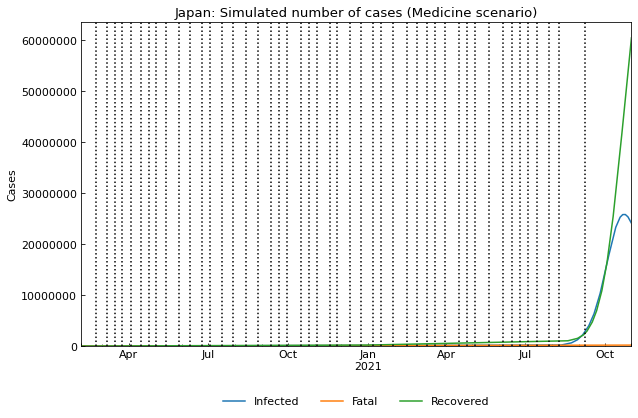 Japan: Simulated number of cases (Medicine scenario)
60000000
50000000
40000000
30000000
20000000
10000000
0
Cases
Apr Jul Oct Jan Apr Jul Oct
2021
Infected Fatal Recovered